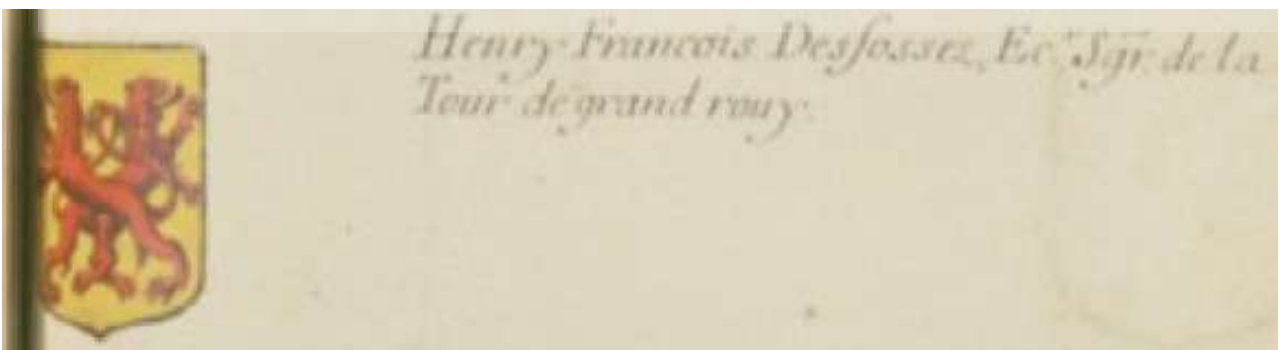 Henry François Desfossez, Ec.ʳ Sgr. de la
Tour de grand rouy.